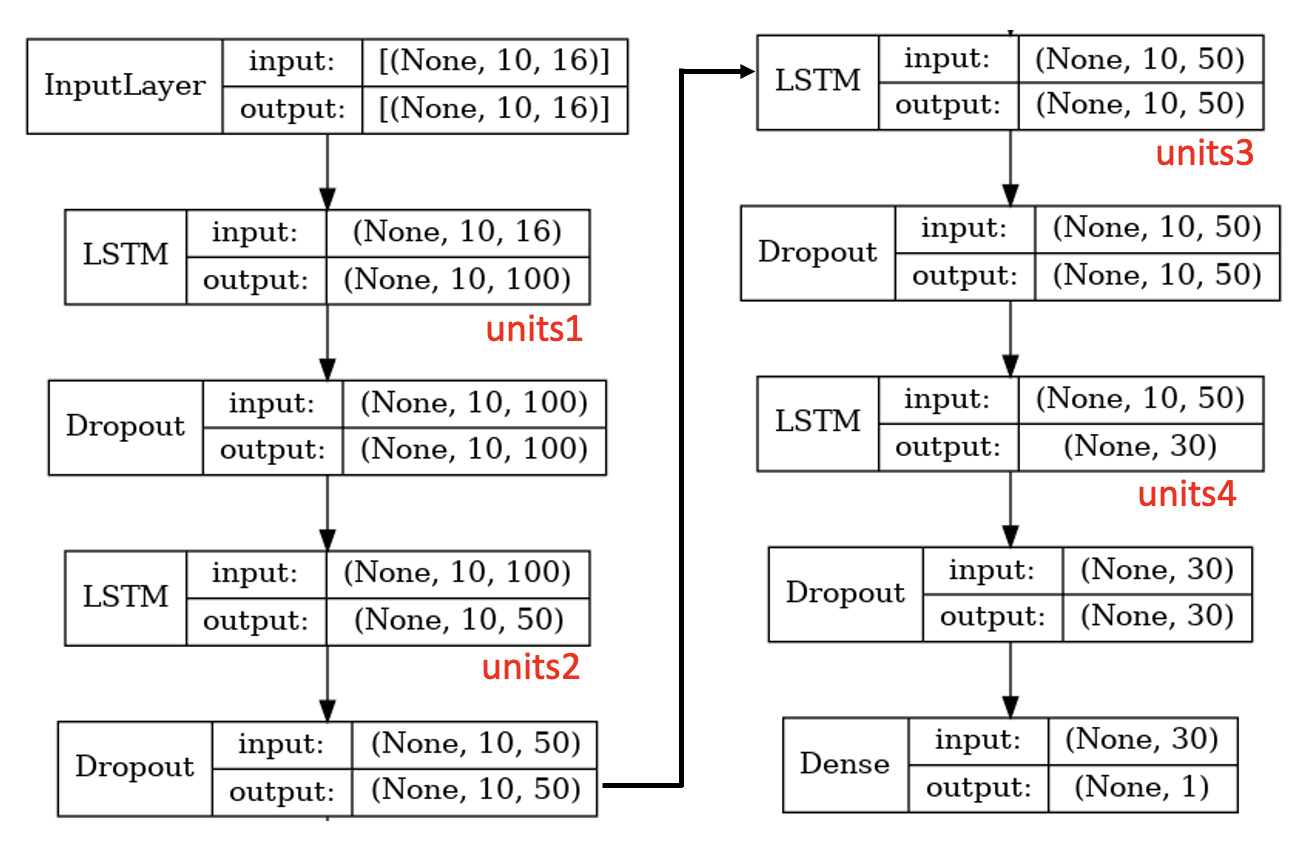 InputLayer
input: [(None, 10, 16)]
output: [(None, 10, 16)]
LSTM
input: (None, 10, 16)
output: (None, 10, 100)
units1
Dropout
input: (None, 10, 100)
output: (None, 10, 100)
LSTM
input: (None, 10, 100)
output: (None, 10, 50)
units2
Dropout
input: (None, 10, 50)
output: (None, 10, 50)
LSTM
input: (None, 10, 50)
output: (None, 10, 50)
units3
Dropout
input: (None, 10, 50)
output: (None, 10, 50)
LSTM
input: (None, 10, 50)
output: (None, 30)
units4
Dropout
input: (None, 30)
output: (None, 30)
Dense
input: (None, 30)
output: (None, 1)